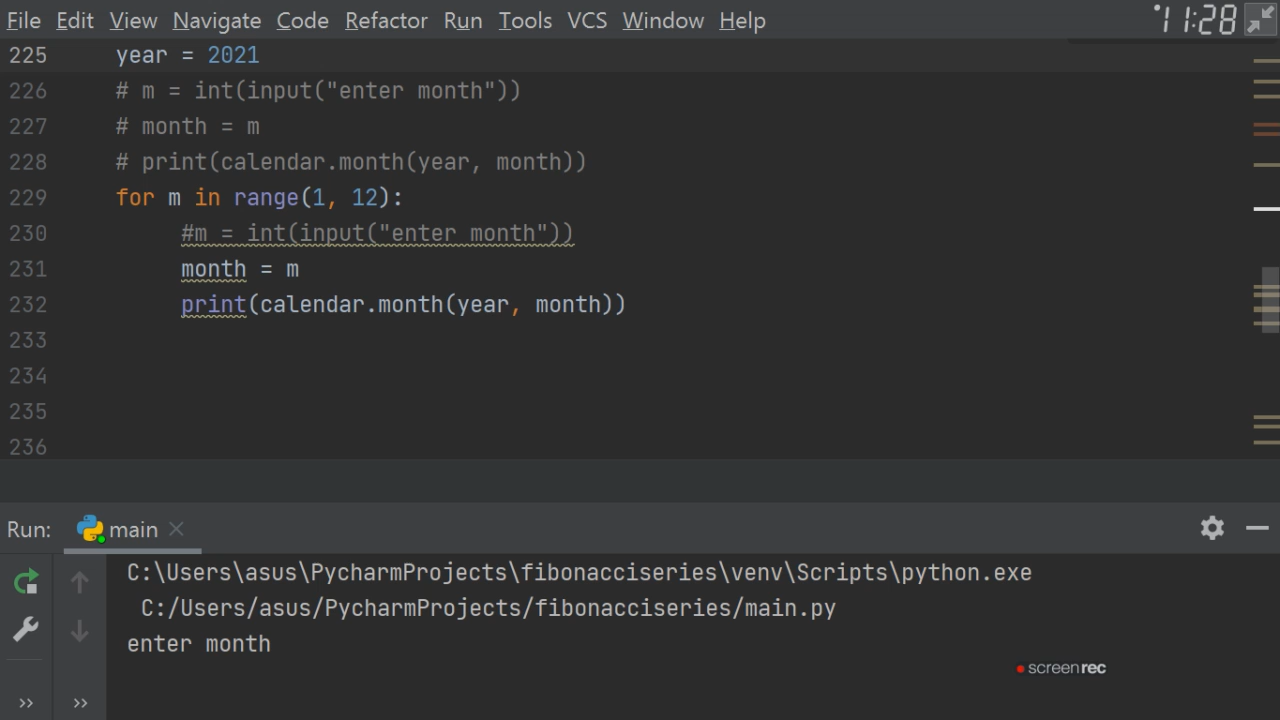 File Edit View Navigate Code Refactor Run Tools VCS Window Help 11:28
225 year = 2021
226 # m = int(input("enter month"))
227 # month = m
228 # print(calendar.month(year, month))
229 for m in range(1, 12):
230 #m = int(input("enter month"))
231 month = m
232 print(calendar.month(year, month))
233
234
235
236
Run: main
C:\Users\asus\PycharmProjects\fibonacciseries\venv\Scripts\python.exe
C:/Users/asus/PycharmProjects/fibonacciseries/main.py
enter month
screenrec